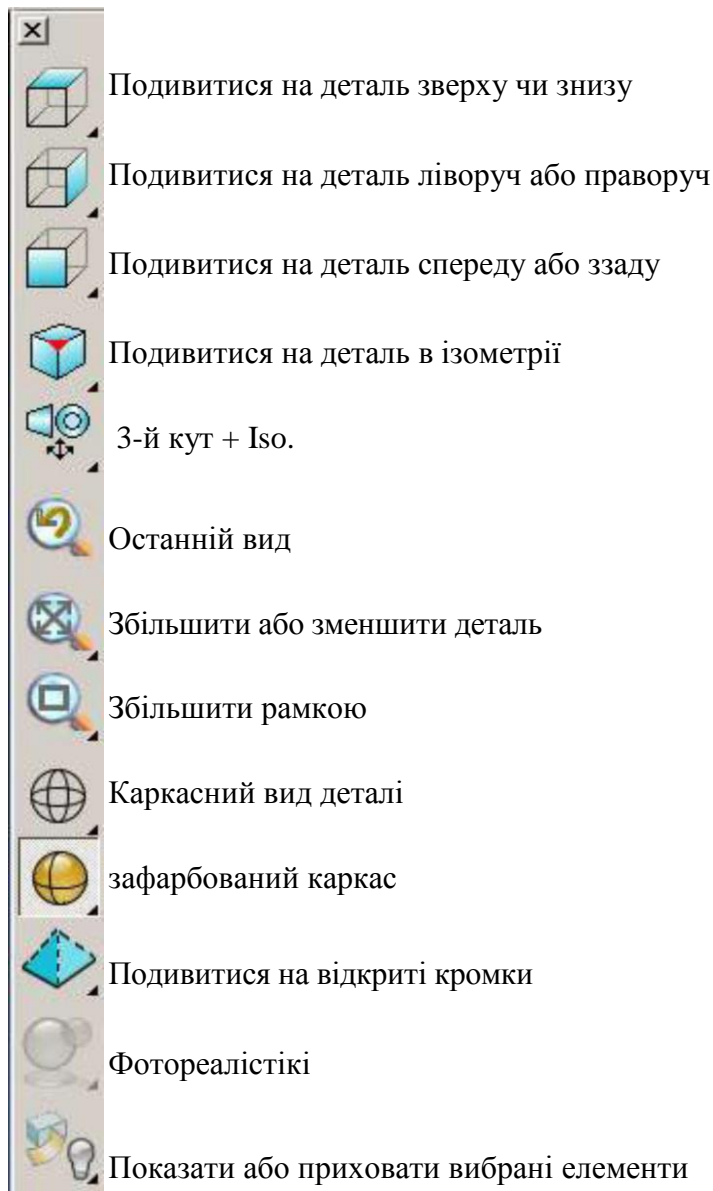 Подивитися на деталь зверху чи знизу
Подивитися на деталь ліворуч або праворуч
Подивитися на деталь спереду або ззаду
Подивитися на деталь в ізометрії
3-й кут + Iso.
Останній вид
Збільшити або зменшити деталь
Збільшити рамкою
Каркасний вид деталі
зафарбований каркас
Подивитися на відкриті кромки
Фотореалістікі
Показати або приховати вибрані елементи